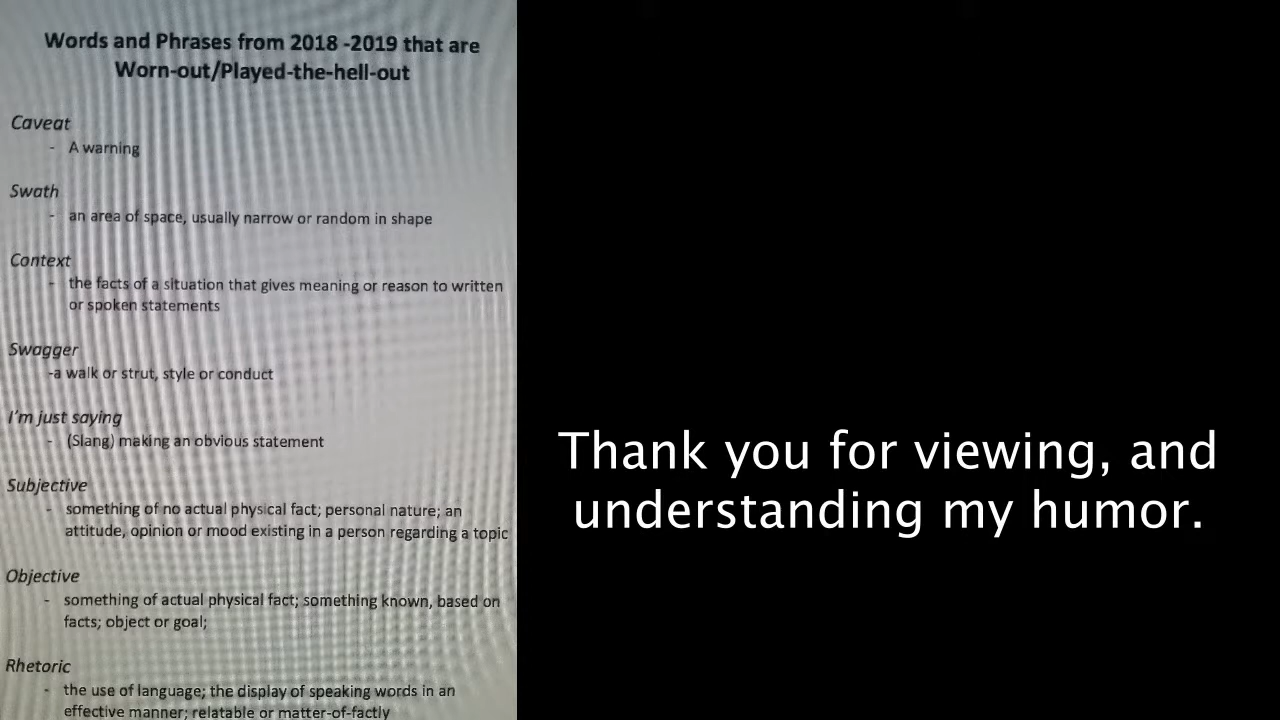 Words and Phrases from 2018 -2019 that are
Worn-out/Played-the-hell-out
Caveat
- A warning
Swath
- an area of space, usually narrow or random in shape
Context
- the facts of a situation that gives meaning or reason to written
or spoken statements
Swagger
-a walk or strut, style or conduct
I'm just saying
- (Slang) making an obvious statement
Subjective
- something of no actual physical fact; personal nature; an
attitude, opinion or mood existing in a person regarding a topic
Objective
- something of actual physical fact; something known, based on
facts; object or goal;
Rhetoric
- the use of language; the display of speaking words in an
effective manner; relatable or matter-of-factly
Thank you for viewing, and
understanding my humor.